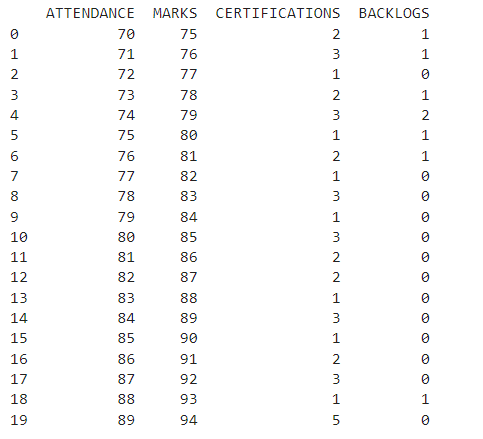 ATTENDANCE MARKS CERTIFICATIONS BACKLOGS
0 70 75 2 1
1 71 76 3 1
2 72 77 1 0
3 73 78 2 1
4 74 79 3 2
5 75 80 1 1
6 76 81 2 1
7 77 82 1 0
8 78 83 3 0
9 79 84 1 0
10 80 85 3 0
11 81 86 2 0
12 82 87 2 0
13 83 88 1 0
14 84 89 3 0
15 85 90 1 0
16 86 91 2 0
17 87 92 3 0
18 88 93 1 1
19 89 94 5 0